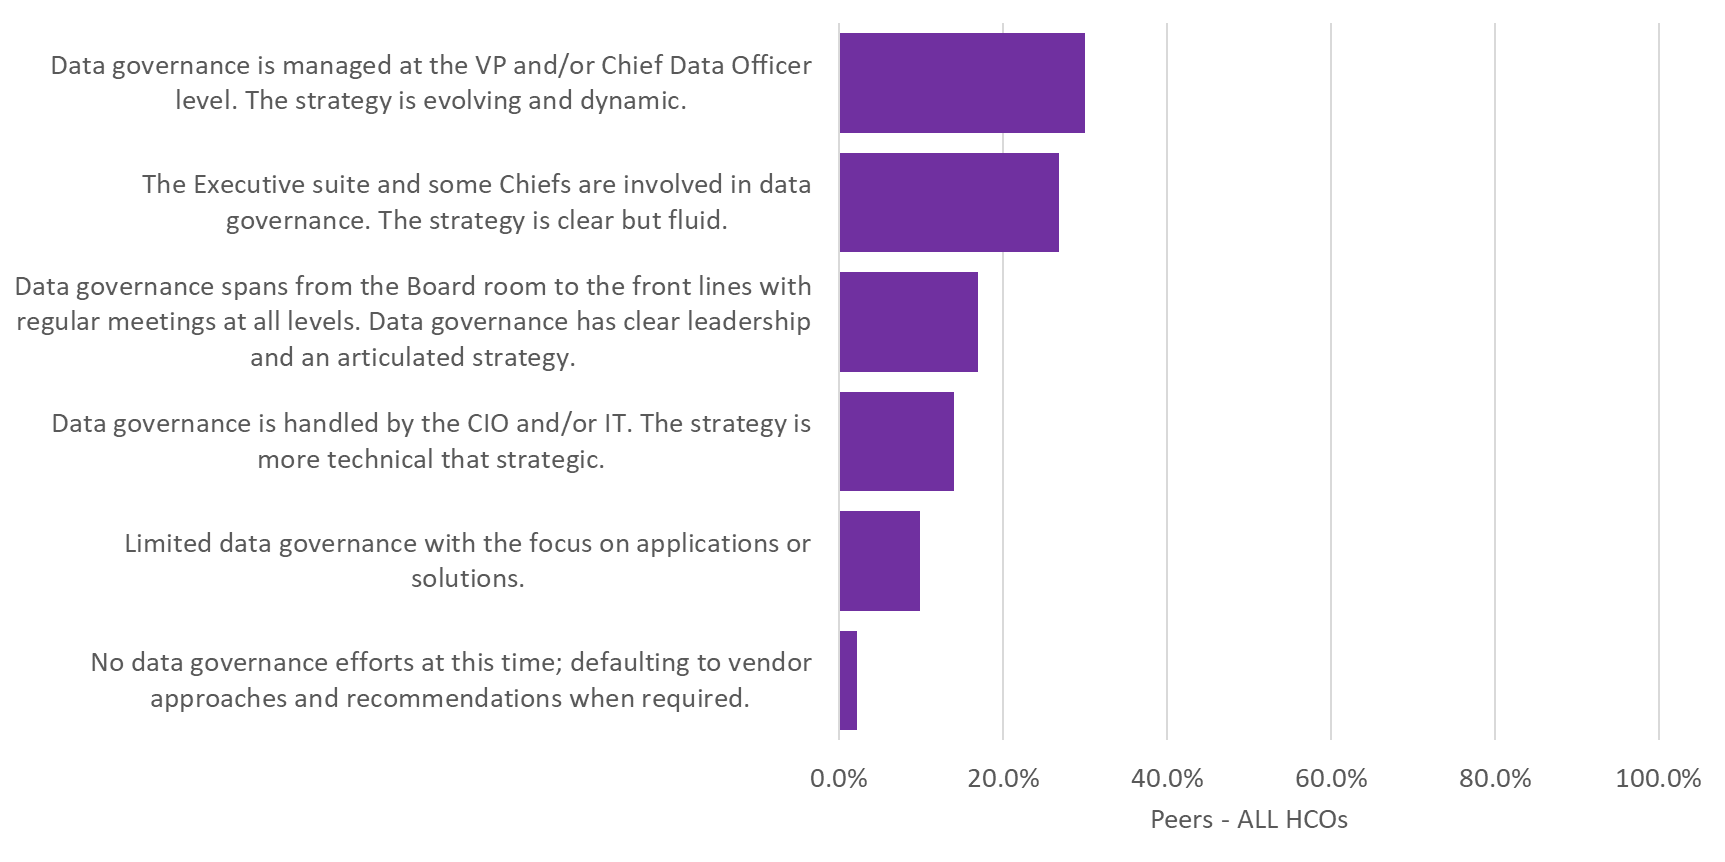 Data governance is managed at the VP and/or Chief Data Officer
level. The strategy is evolving and dynamic.
The Executive suite and some Chiefs are involved in data
governance. The strategy is clear but fluid.
Data governance spans from the Board room to the front lines with
regular meetings at all levels. Data governance has clear leadership
and an articulated strategy.
Data governance is handled by the CIO and/or IT. The strategy is
more technical that strategic.
Limited data governance with the focus on applications or
solutions.
No data governance efforts at this time; defaulting to vendor
approaches and recommendations when required.
0.0% 20.0% 40.0% 60.0% 80.0% 100.0%
Peers - ALL HCOs